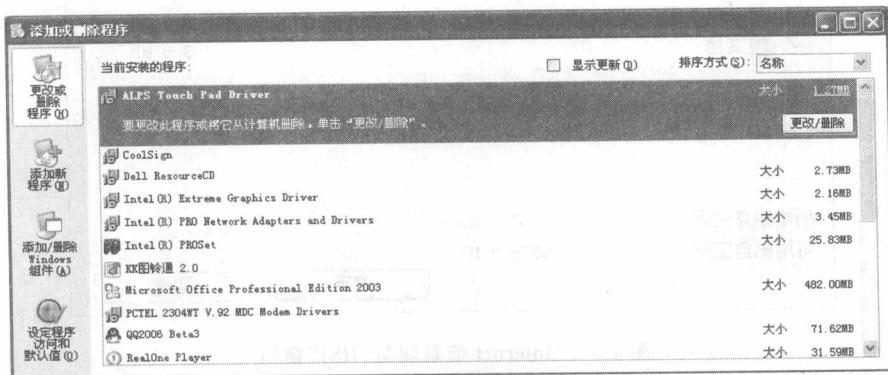 添加或删除程序
更改或
删除
程序(H)
当前安装的程序:
显示更新(D)
排序方式(S): 名称
ALPS Touch Pad Driver 大小 1.27MB
要更改此程序或将它从计算机删除,单击“更改/删除”。
更改/删除
添加新
程序(N)
CoolSign
Dell ResourceCD 大小 2.73MB
Intel(R) Extreme Graphics Driver 大小 2.16MB
Intel(R) PRO Network Adapters and Drivers 大小 3.45MB
添加/删除
Windows
组件(A)
Intel(R) PROSet 大小 25.83MB
KK图铃通 2.0
Microsoft Office Professional Edition 2003 大小 482.00MB
PCTEL 2304WT V.92 MDC Modem Drivers
设定程序
访问和
默认值(O)
QQ2006 Beta3 大小 71.62MB
RealOne Player 大小 31.59MB